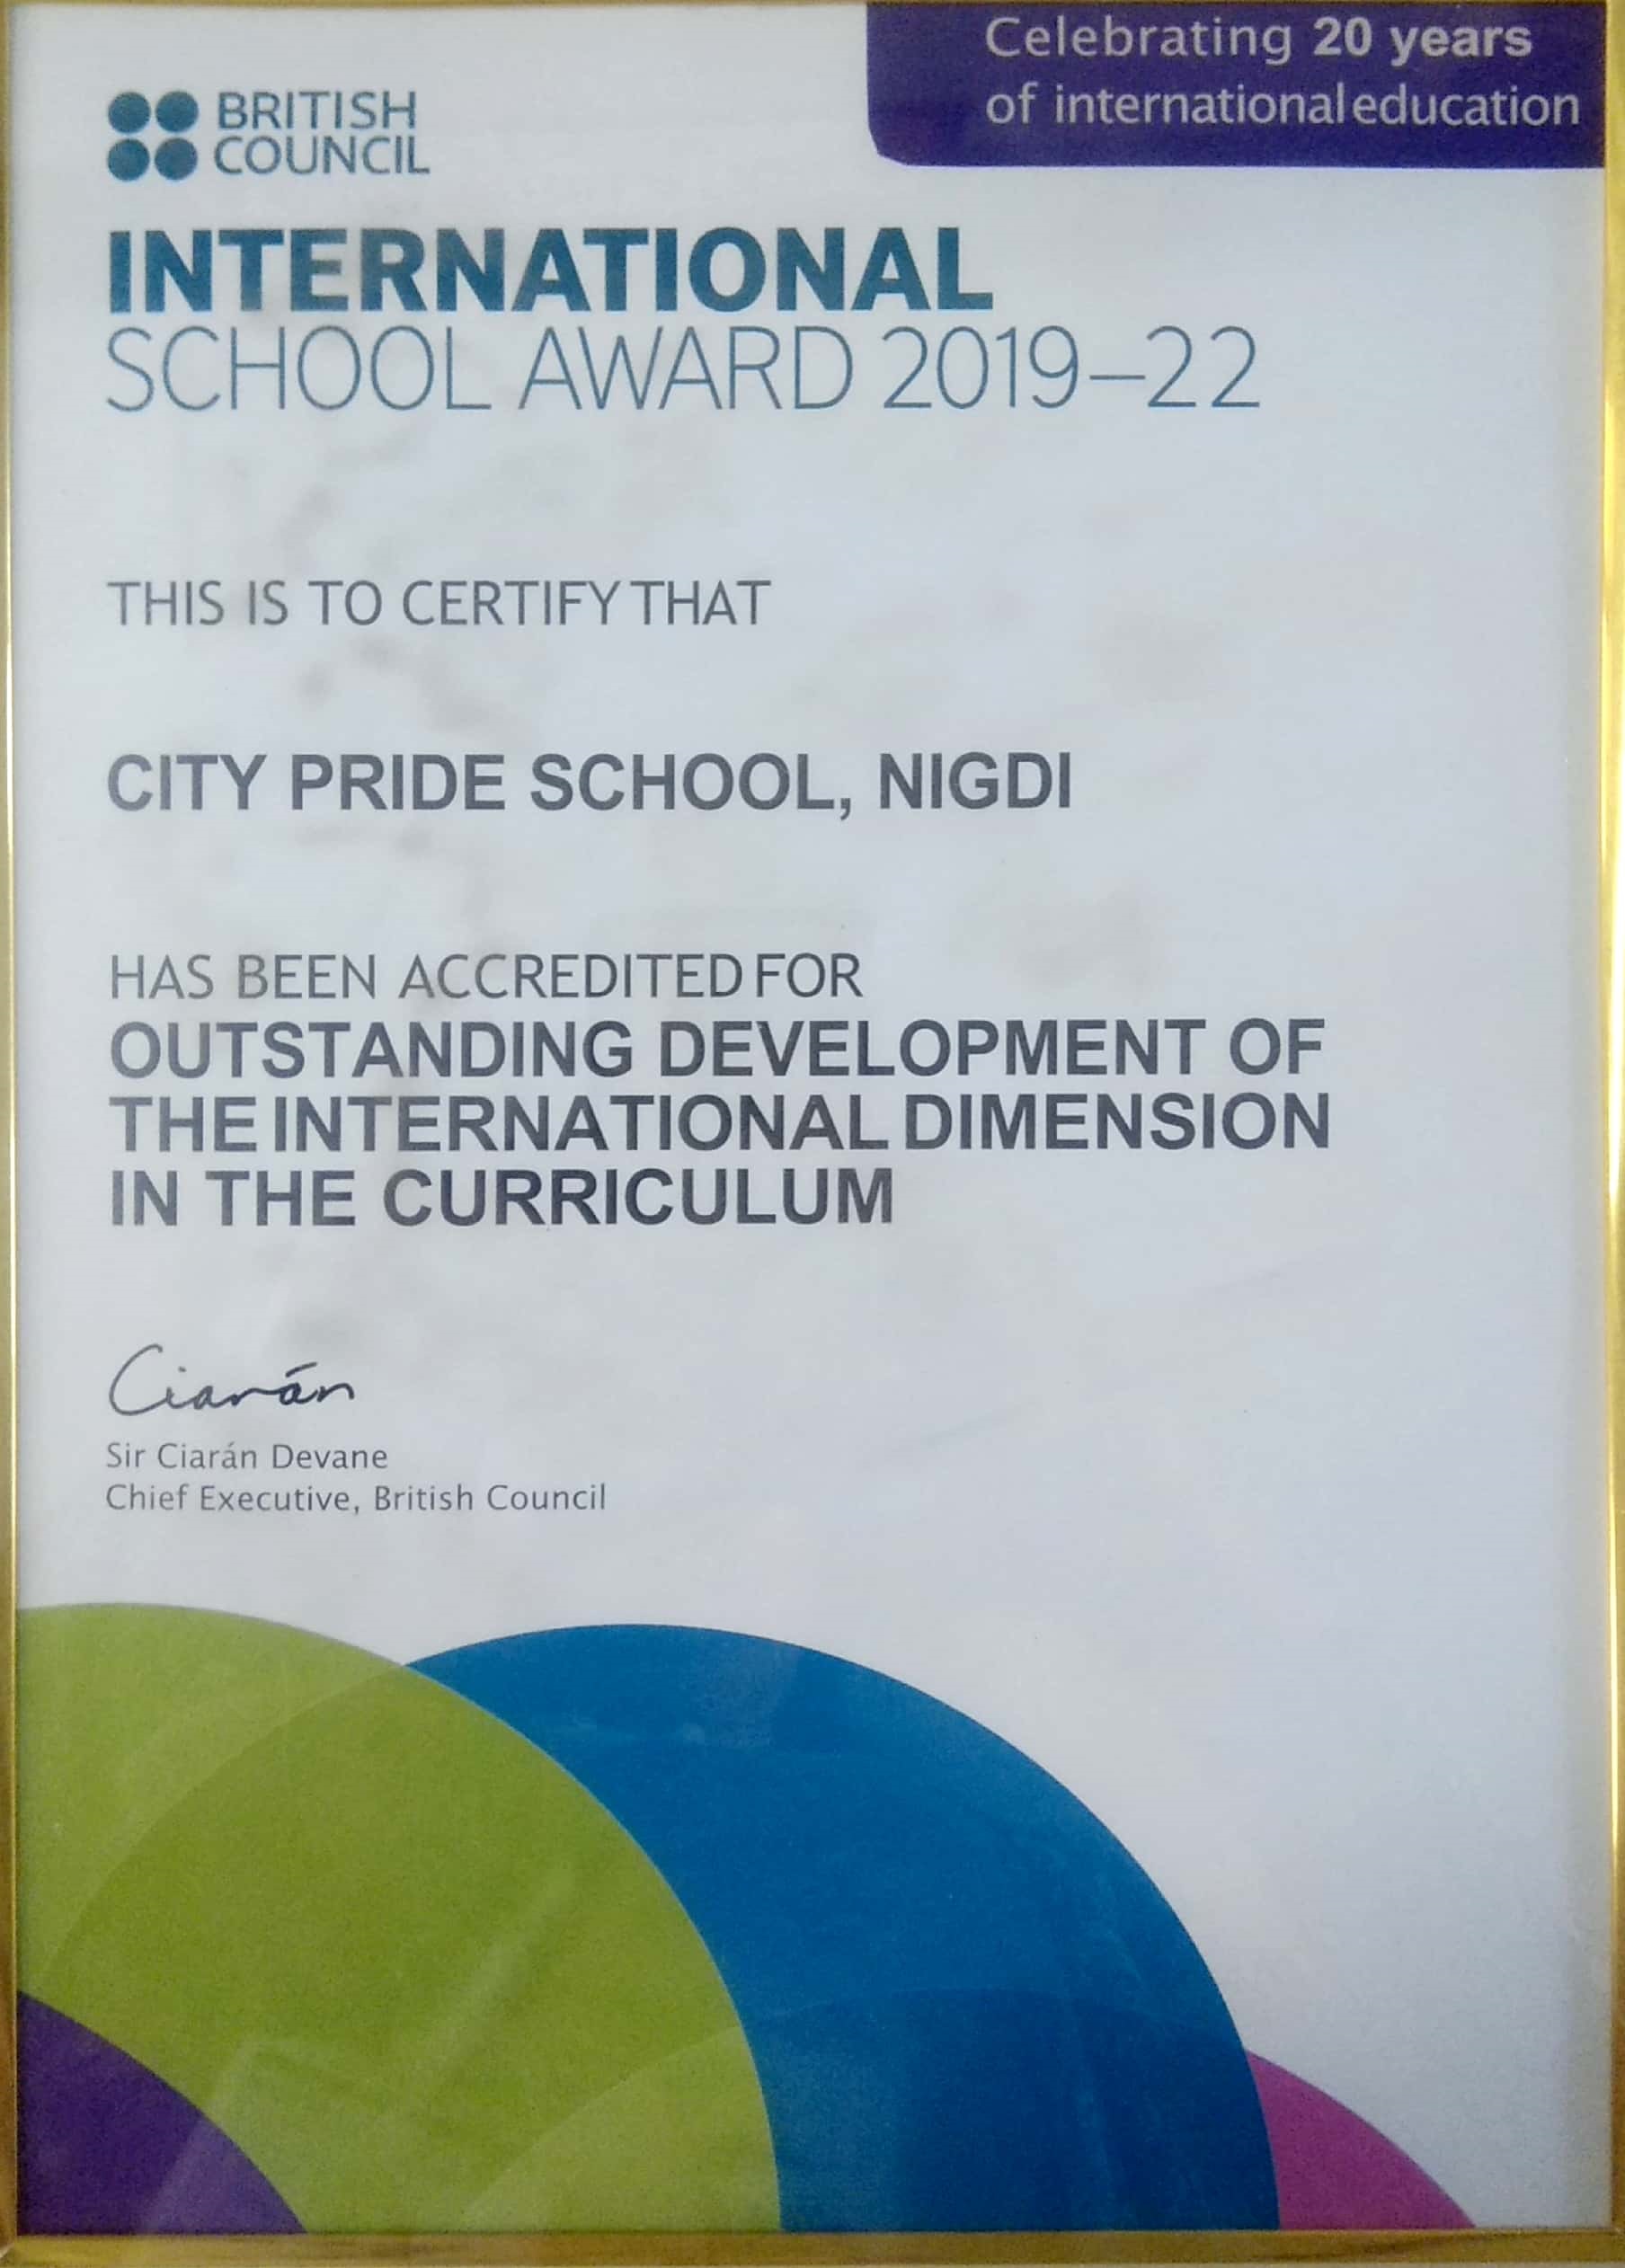 Celebrating 20 years
of international education
BRITISH
COUNCIL
INTERNATIONAL
SCHOOL AWARD 2019–22
THIS IS TO CERTIFY THAT
CITY PRIDE SCHOOL, NIGDI
HAS BEEN ACCREDITED FOR
OUTSTANDING DEVELOPMENT OF
THE INTERNATIONAL DIMENSION
IN THE CURRICULUM
Ciarán
Sir Ciarán Devane
Chief Executive, British Council